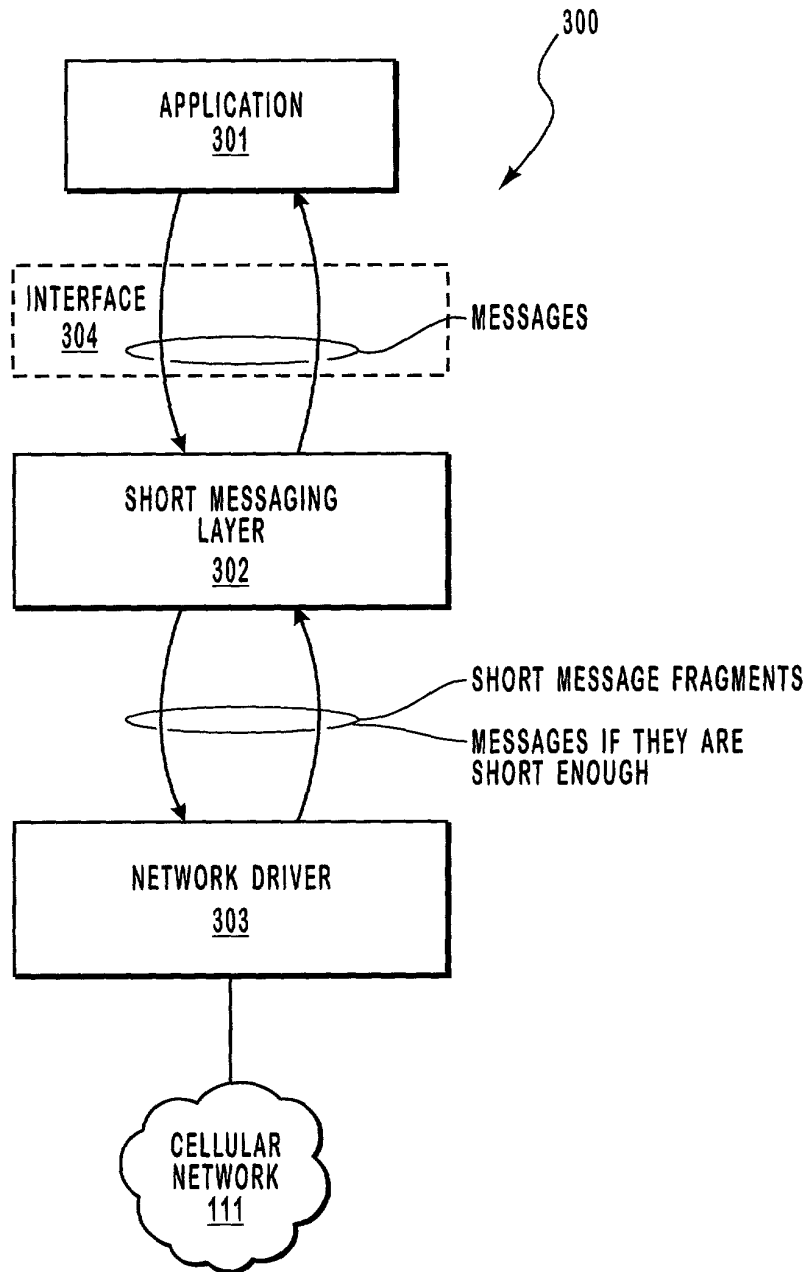 300
APPLICATION
301
INTERFACE
304
MESSAGES
SHORT MESSAGING
LAYER
302
SHORT MESSAGE FRAGMENTS
MESSAGES IF THEY ARE
SHORT ENOUGH
NETWORK DRIVER
303
CELLULAR
NETWORK
111